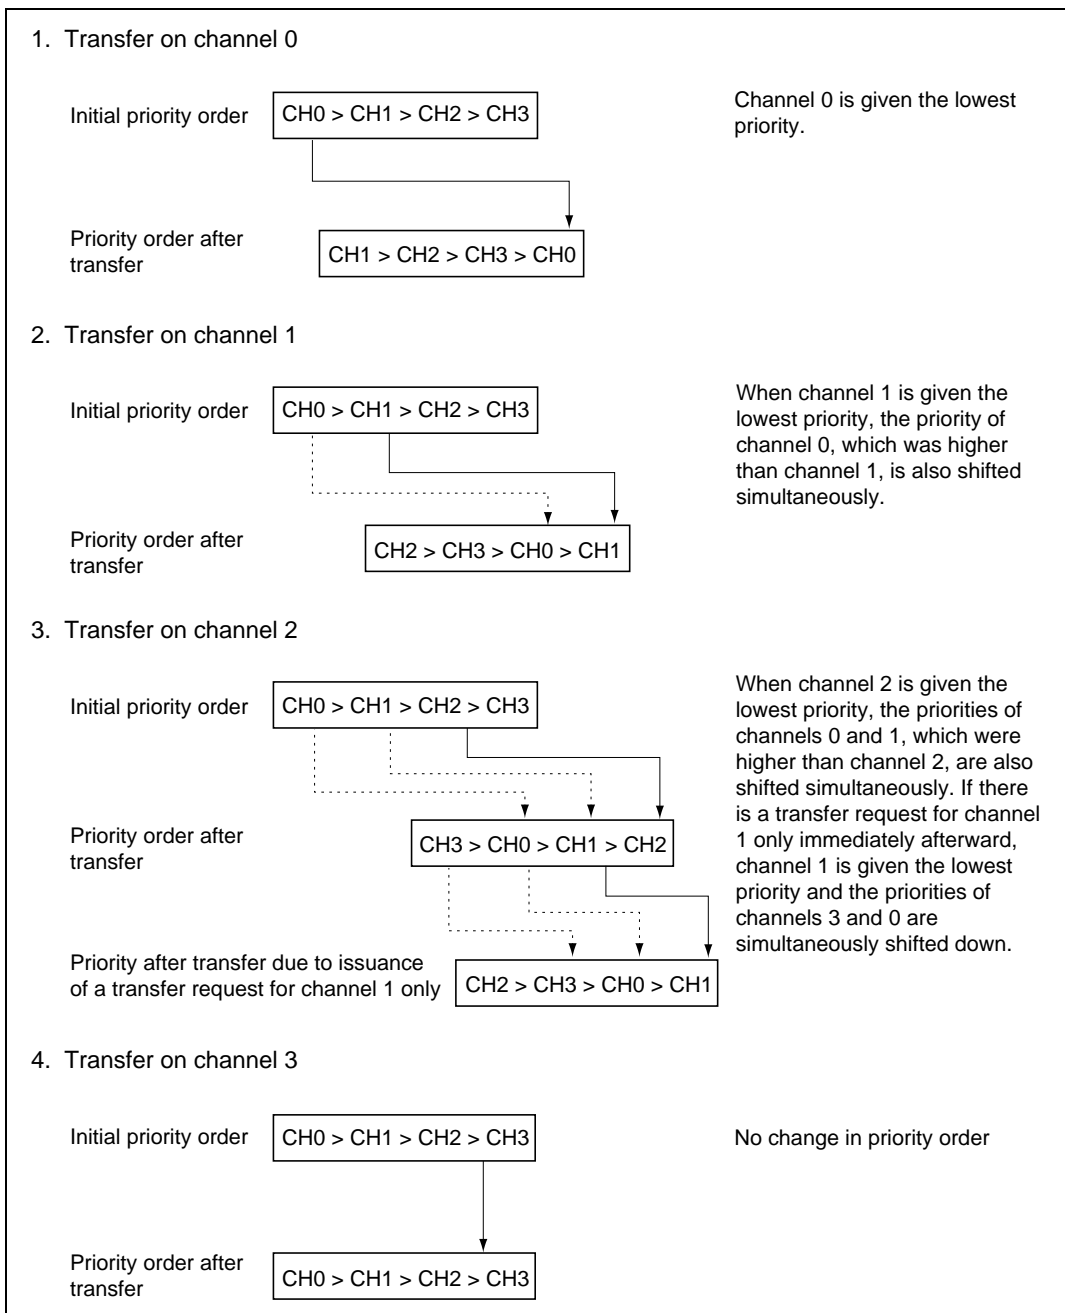 1. Transfer on channel 0
Initial priority order
CH0 > CH1 > CH2 > CH3
Channel 0 is given the lowest
priority.
Priority order after
transfer
CH1 > CH2 > CH3 > CH0
2. Transfer on channel 1
Initial priority order
CH0 > CH1 > CH2 > CH3
When channel 1 is given the
lowest priority, the priority of
channel 0, which was higher
than channel 1, is also shifted
simultaneously.
Priority order after
transfer
CH2 > CH3 > CH0 > CH1
3. Transfer on channel 2
Initial priority order
CH0 > CH1 > CH2 > CH3
When channel 2 is given the
lowest priority, the priorities of
channels 0 and 1, which were
higher than channel 2, are also
shifted simultaneously. If there
is a transfer request for channel
1 only immediately afterward,
channel 1 is given the lowest
priority and the priorities of
channels 3 and 0 are
simultaneously shifted down.
Priority order after
transfer
CH3 > CH0 > CH1 > CH2
Priority after transfer due to issuance
of a transfer request for channel 1 only
CH2 > CH3 > CH0 > CH1
4. Transfer on channel 3
Initial priority order
CH0 > CH1 > CH2 > CH3
No change in priority order
Priority order after
transfer
CH0 > CH1 > CH2 > CH3